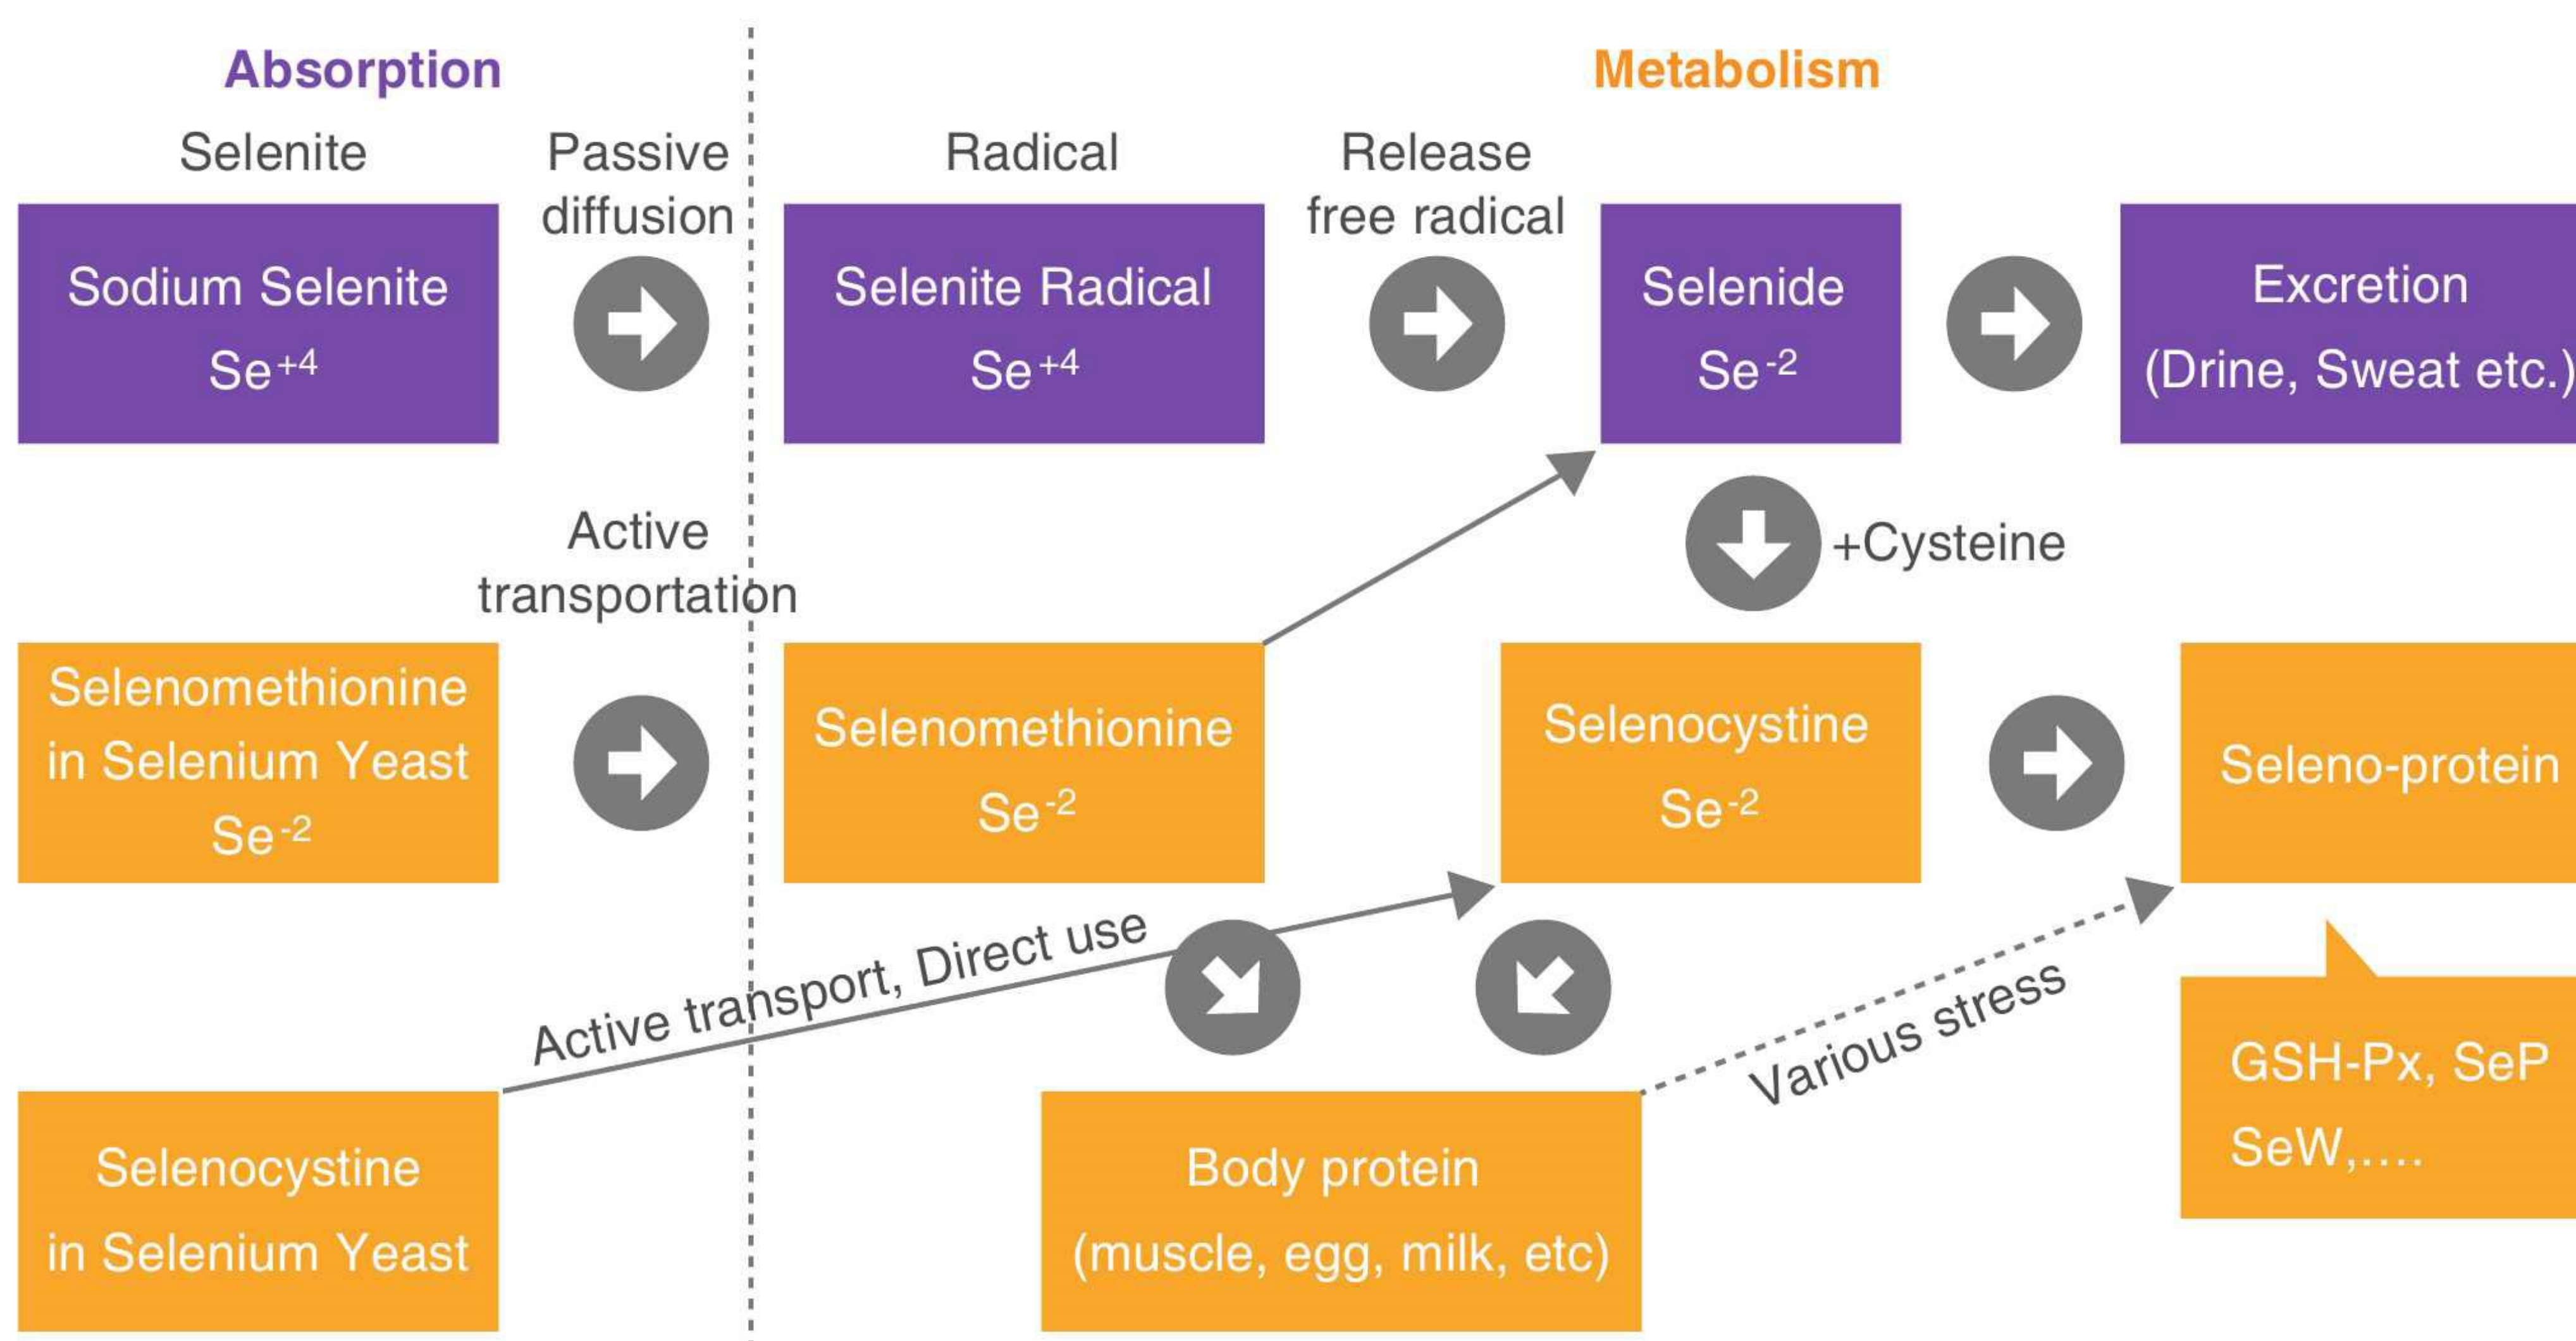 Absorption
Metabolism
Selenite
Passive
diffusion
Radical
Release
free radical
Sodium Selenite
Se+4
Selenite Radical
Se+4
Selenide
Se-2
Excretion
(Drine, Sweat etc.)
Active
transportation
+Cysteine
Selenomethionine
in Selenium Yeast
Se-2
Selenomethionine
Se-2
Selenocystine
Se-2
Seleno-protein
Active transport, Direct use
Various stress
GSH-Px, SeP
SeW,....
Selenocystine
in Selenium Yeast
Body protein
(muscle, egg, milk, etc)